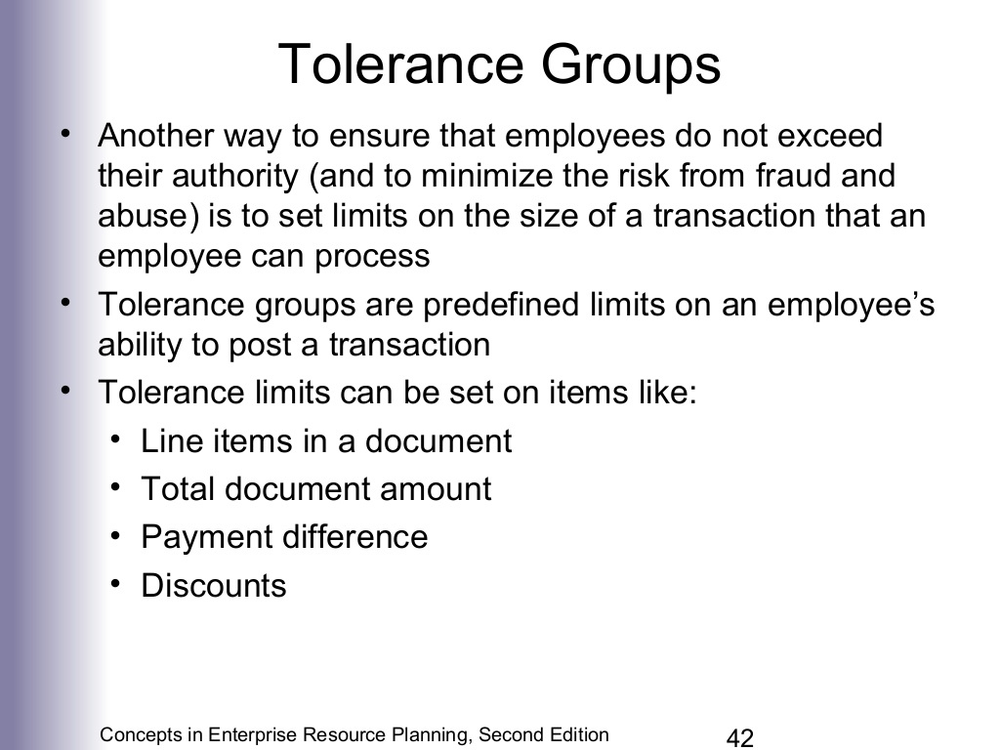 Tolerance Groups
• Another way to ensure that employees do not exceed
their authority (and to minimize the risk from fraud and
abuse) is to set limits on the size of a transaction that an
employee can process
• Tolerance groups are predefined limits on an employee’s
ability to post a transaction
• Tolerance limits can be set on items like:
• Line items in a document
• Total document amount
• Payment difference
• Discounts
Concepts in Enterprise Resource Planning, Second Edition
42